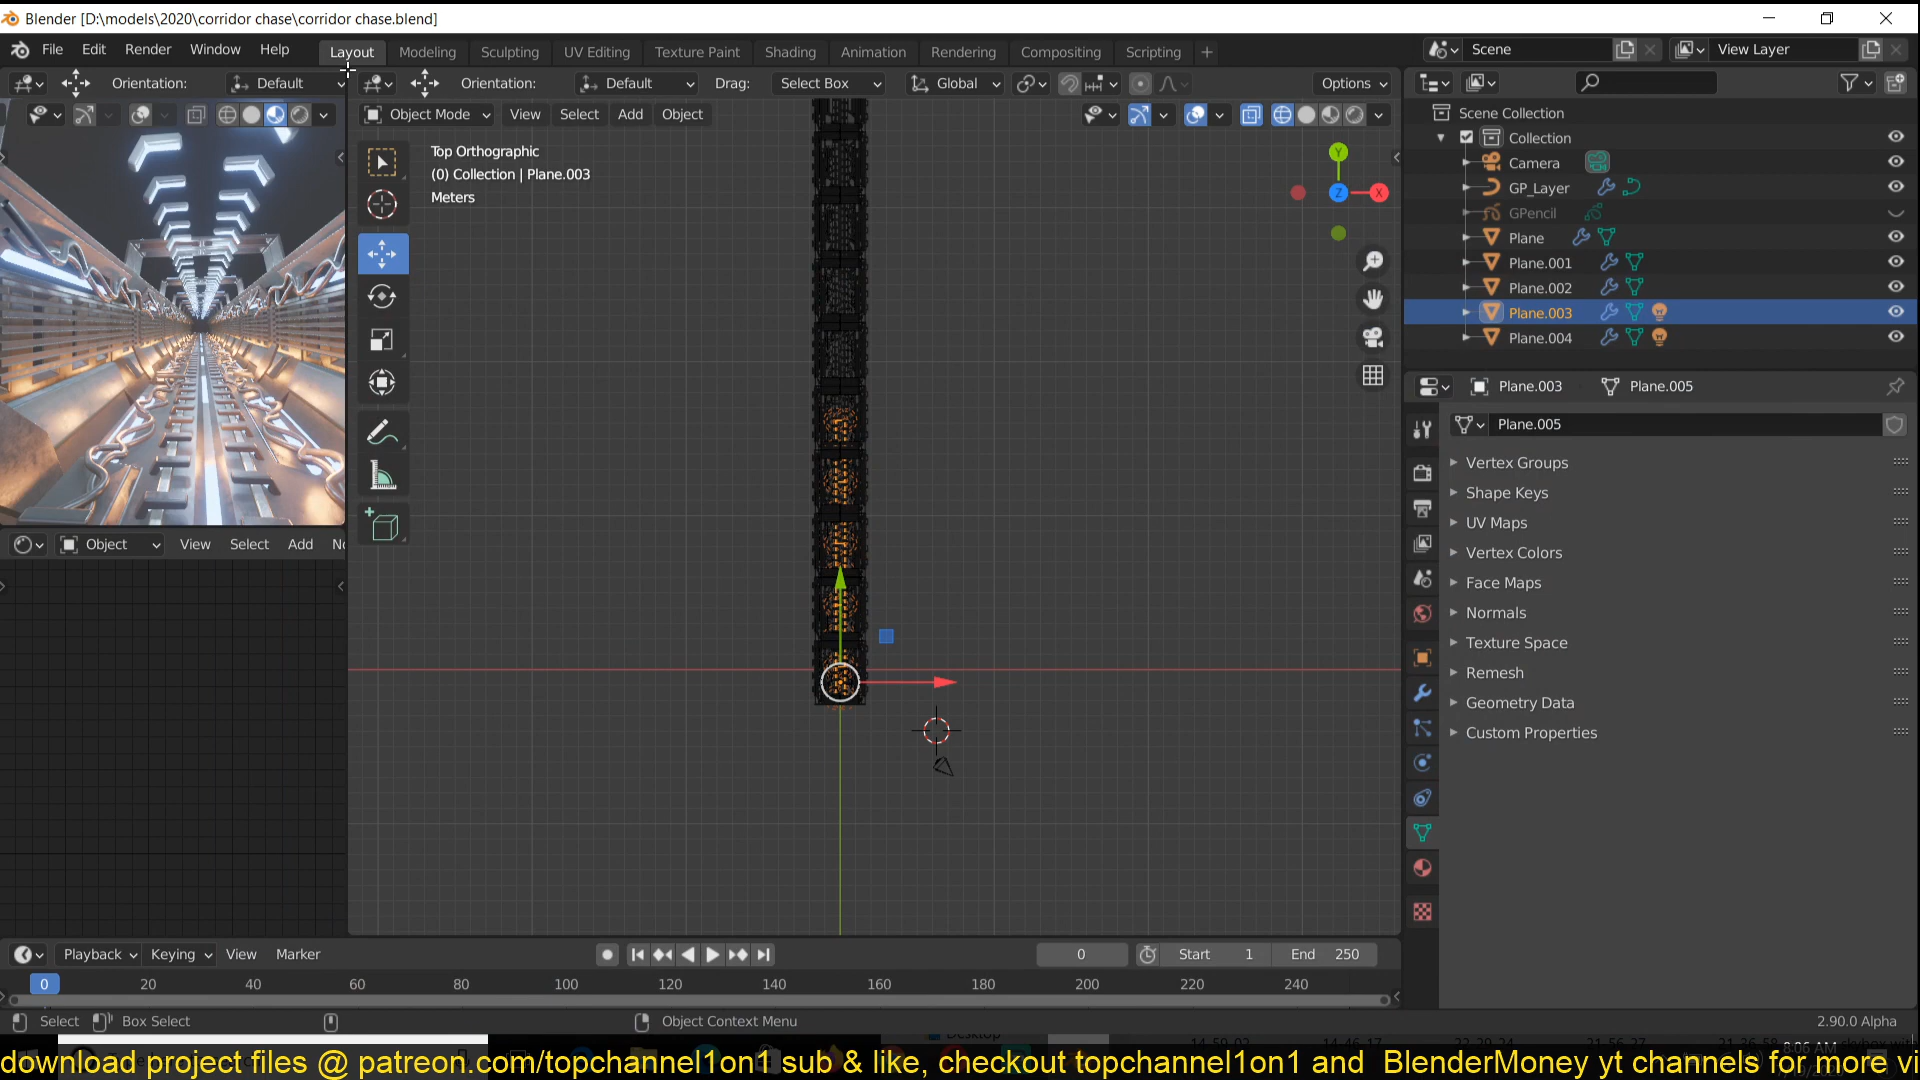 Blender [D:\models\2020\corridor chase\corridor chase.blend]
File Edit Render Window Help Layout Modeling Sculpting UV Editing Texture Paint Shading Animation Rendering Compositing Scripting + Scene View Layer
Orientation: Default Orientation: Default Drag: Select Box Global Options
Object Mode View Select Add Object
Top Orthographic
(0) Collection | Plane.003
Meters
Y
Z
X
Scene Collection
Collection
Camera
GP_Layer
GPencil
Plane
Plane.001
Plane.002
Plane.003
Plane.004
Plane.003 Plane.005
Plane.005
Vertex Groups
Shape Keys
UV Maps
Vertex Colors
Face Maps
Normals
Texture Space
Remesh
Geometry Data
Custom Properties
Object View Select Add
Playback Keying View Marker 0 Start 1 End 250
0 20 40 60 80 100 120 140 160 180 200 220 240
Select Box Select Object Context Menu 2.90.0 Alpha
8:06 AM
download project files @ patreon.com/topchannel1on1 sub & like, checkout topchannel1on1 and BlenderMoney yt channels for more vi